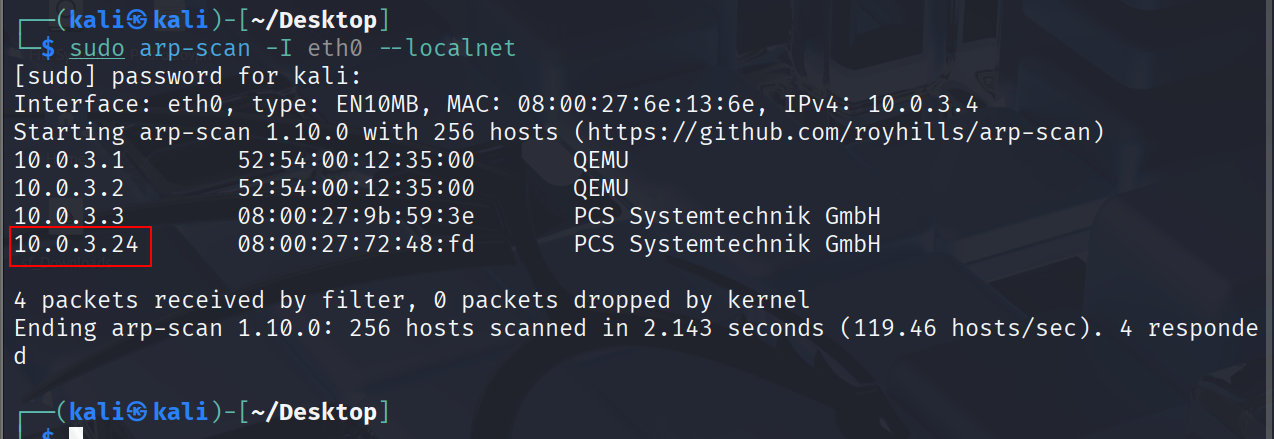 ┌──(kali㉿kali)-[~/Desktop]
└─$ sudo arp-scan -I eth0 --localnet
[sudo] password for kali:
Interface: eth0, type: EN10MB, MAC: 08:00:27:6e:13:6e, IPv4: 10.0.3.4
Starting arp-scan 1.10.0 with 256 hosts (https://github.com/royhills/arp-scan)
10.0.3.1        52:54:00:12:35:00       QEMU
10.0.3.2        52:54:00:12:35:00       QEMU
10.0.3.3        08:00:27:9b:59:3e       PCS Systemtechnik GmbH
10.0.3.24       08:00:27:72:48:fd       PCS Systemtechnik GmbH
sf_Downloads
4 packets received by filter, 0 packets dropped by kernel
Ending arp-scan 1.10.0: 256 hosts scanned in 2.143 seconds (119.46 hosts/sec). 4 responde
d
┌──(kali㉿kali)-[~/Desktop]
└─$